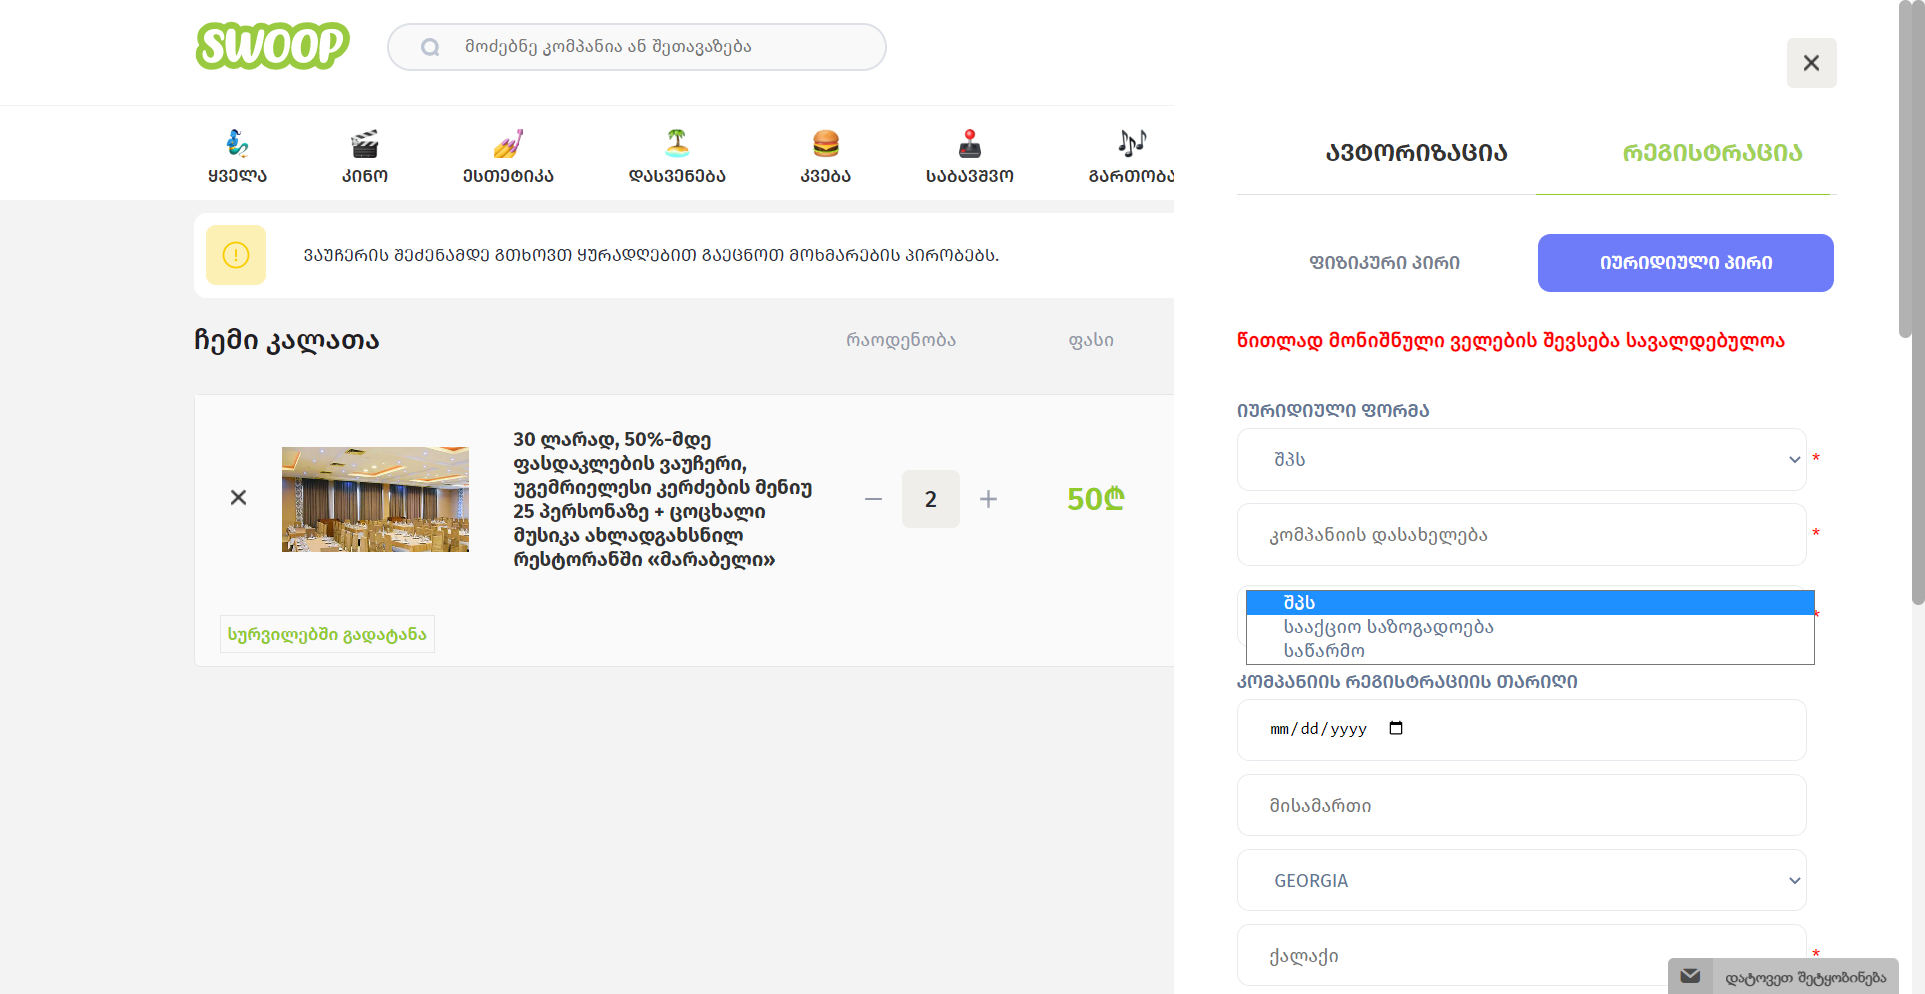 SWOOP
მოძებნე კომპანია ან შეთავაზება
ყველა
კინო
ესთეტიკა
დასვენება
კვება
საბავშვო
გართობა
ვაუჩერის შეძენამდე გთხოვთ ყურადღებით გაეცნოთ მოხმარების პირობებს.
ჩემი კალათა
რაოდენობა
ფასი
30 ლარად, 50%-მდე
ფასდაკლების ვაუჩერი,
უგემრიელესი კერძების მენიუ
25 პერსონაზე + ცოცხალი
მუსიკა ახლადგახსნილ
რესტორანში «მარაბელი»
2
50₾
სურვილებში გადატანა
ავტორიზაცია
რეგისტრაცია
ფიზიკური პირი
იურიდიული პირი
წითლად მონიშნული ველების შევსება სავალდებულოა
იურიდიული ფორმა
შპს
*
კომპანიის დასახელება
*
შპს
*
სააქციო საზოგადოება
საწარმო
კომპანიის რეგისტრაციის თარიღი
mm/dd/yyyy
მისამართი
GEORGIA
ქალაქი
*
დატოვეთ შეტყობინება